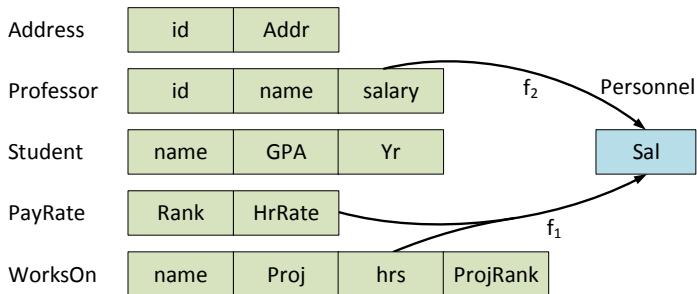 Address id Addr
Professor id name salary f2 Personnel
Student name GPA Yr Sal
PayRate Rank HrRate f1
WorksOn name Proj hrs ProjRank